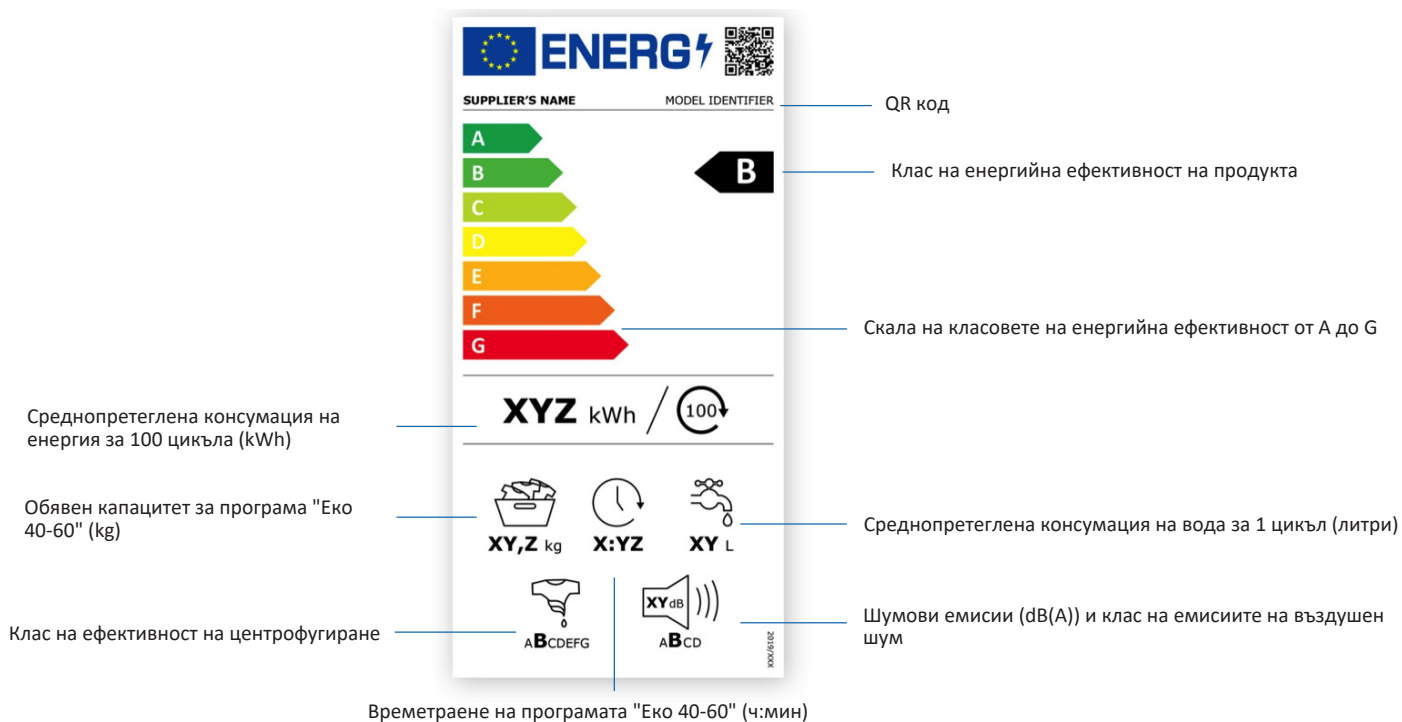 ENERG
SUPPLIER'S NAME
MODEL IDENTIFIER
QR код
A
B
C
D
E
F
G
B
Клас на енергийна ефективност на продукта
Скала на класовете на енергийна ефективност от A до G
XYZ kWh / 100
Среднопретеглена консумация на
енергия за 100 цикъла (kWh)
Обявен капацитет за програма "Еко
40-60" (kg)
XY,Z kg
X:YZ
XY L
Среднопретеглена консумация на вода за 1 цикъл (литри)
Клас на ефективност на центрофугиране
ABCDEFG
XYdB
ABCD
2019/XXX
Шумови емисии (dB(A)) и клас на емисиите на въздушен
шум
Времетраене на програмата "Еко 40-60" (ч:мин)